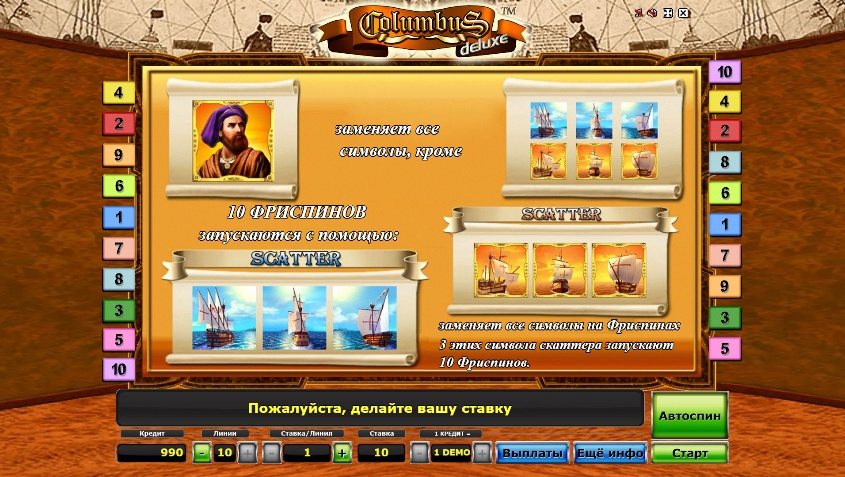 Columbus™
deluxe
заменяет все
символы, кроме
10 ФРИСПИНОВ
запускаются с помощью:
SCATTER
SCATTER
заменяет все символы на Фриспинах
3 этих символа скаттера запускают
10 Фриспинов.
4
2
9
6
1
7
8
3
5
10
10
4
2
8
6
1
7
9
3
5
Пожалуйста, делайте вашу ставку
Автоспин
Кредит Линии Ставка/Линия Ставка 1 КРЕДИТ =
990 - 10 + - 1 + 10 - 1 DEMO + Выплаты Ещё инфо Старт